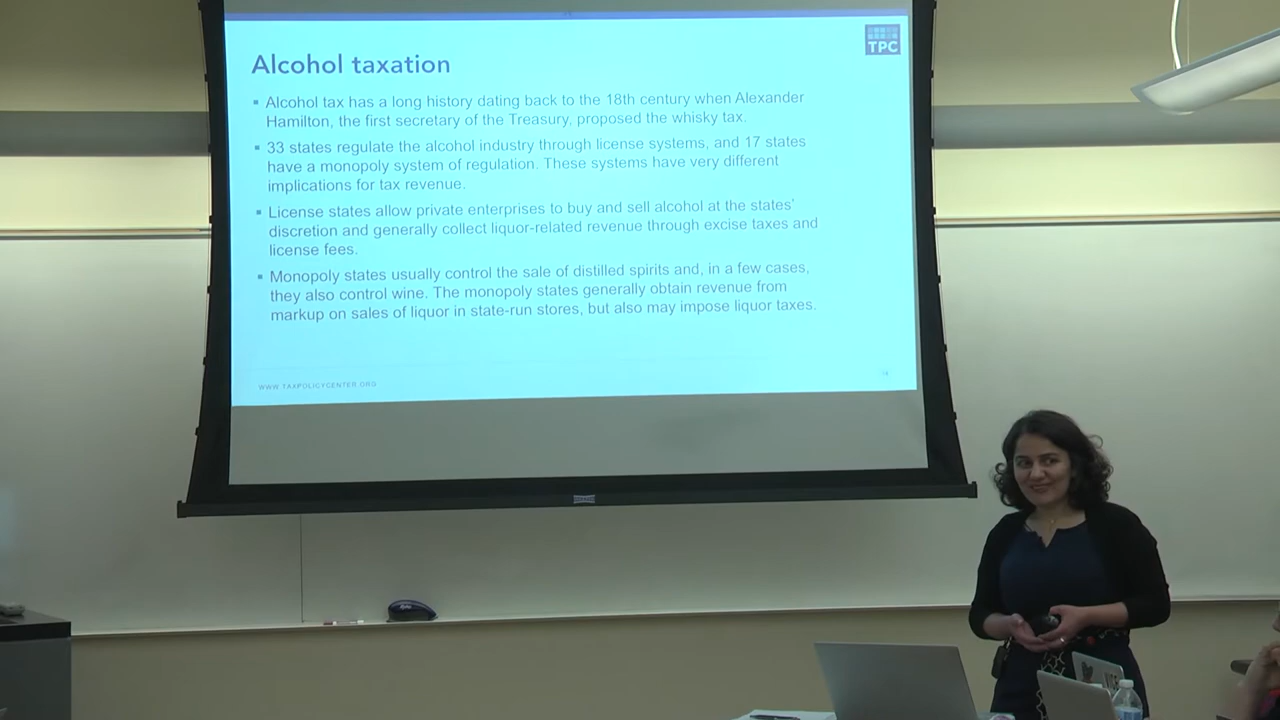 TPC
Alcohol taxation
▪ Alcohol tax has a long history dating back to the 18th century when Alexander
Hamilton, the first secretary of the Treasury, proposed the whisky tax.
▪ 33 states regulate the alcohol industry through license systems, and 17 states
have a monopoly system of regulation. These systems have very different
implications for tax revenue.
▪ License states allow private enterprises to buy and sell alcohol at the states'
discretion and generally collect liquor-related revenue through excise taxes and
license fees.
▪ Monopoly states usually control the sale of distilled spirits and, in a few cases,
they also control wine. The monopoly states generally obtain revenue from
markup on sales of liquor in state-run stores, but also may impose liquor taxes.
WWW.TAXPOLICYCENTER.ORG